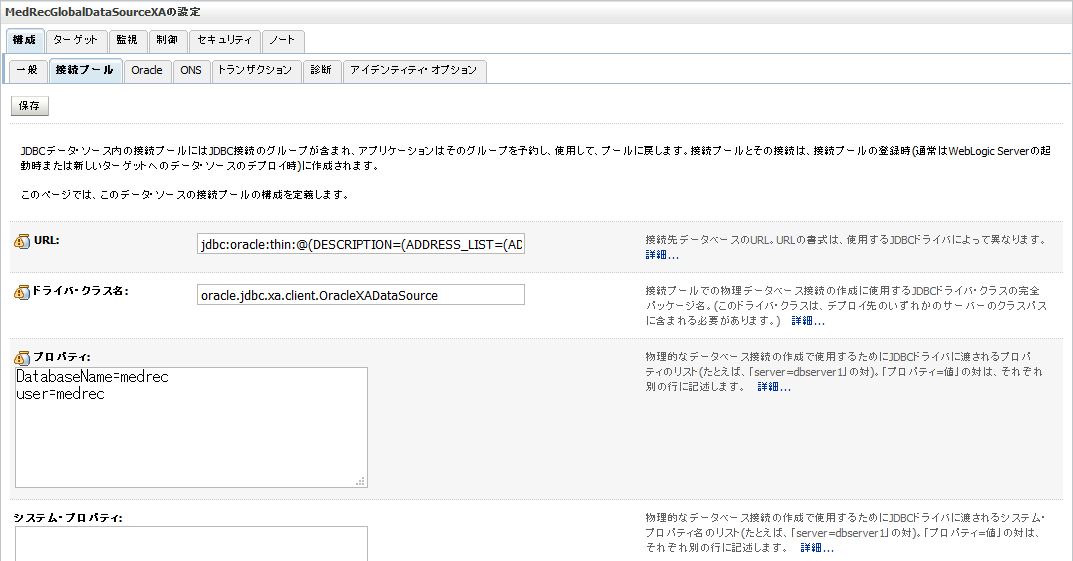 MedRecGlobalDataSourceXAの設定
構成 ターゲット 監視 制御 セキュリティ ノート
一般 接続プール Oracle ONS トランザクション 診断 アイデンティティ・オプション
保存
JDBCデータ・ソース内の接続プールにはJDBC接続のグループが含まれ、アプリケーションはそのグループを予約し、使用して、プールに戻します。接続プールとその接続は、接続プールの登録時(通常はWebLogic Serverの起
動時または新しいターゲットへのデータ・ソースのデプロイ時)に作成されます。
このページでは、このデータ・ソースの接続プールの構成を定義します。
URL:
jdbc:oracle:thin:@(DESCRIPTION=(ADDRESS_LIST=(AD
接続先データベースのURL。URLの書式は、使用するJDBCドライバによって異なります。
詳細...
ドライバ・クラス名:
oracle.jdbc.xa.client.OracleXADataSource
接続プールでの物理データベース接続の作成に使用するJDBCドライバ・クラスの完全
パッケージ名。(このドライバ・クラスは、デプロイ先のいずれかのサーバーのクラスパス
に含まれる必要があります。) 詳細...
プロパティ:
DatabaseName=medrec
user=medrec
物理的なデータベース接続の作成で使用するためにJDBCドライバに渡されるプロパ
ティのリスト(たとえば、「server=dbserver1」の対)。「プロパティ=値」の対は、それぞれ
別の行に記述します。 詳細...
システム・プロパティ:
物理的なデータベース接続の作成で使用するためにJDBCドライバに渡されるシステム・
プロパティ名のリスト(たとえば、「server=dbserver1」の対)。「プロパティ=値」の対は、
それぞれ別の行に記述します。 詳細...